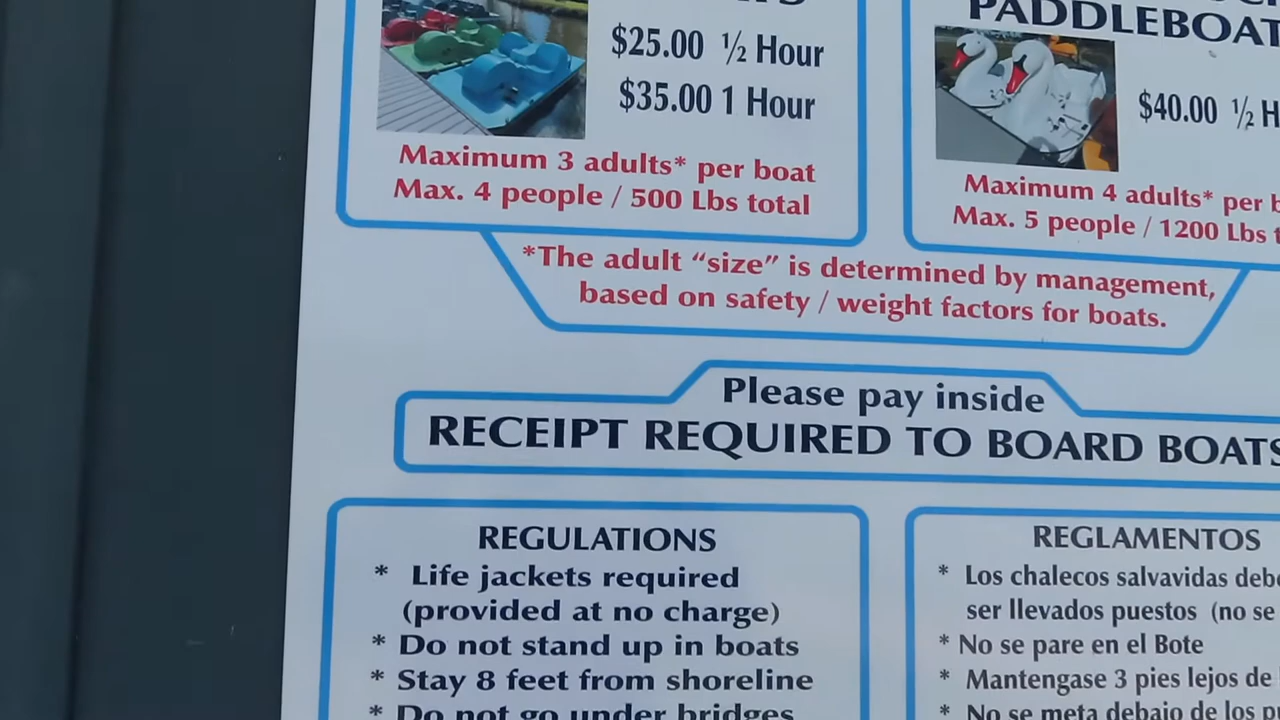 PADDLEBOAT
$25.00 ½ Hour
$35.00 1 Hour
$40.00 ½ H
Maximum 3 adults* per boat
Max. 4 people / 500 Lbs total
Maximum 4 adults* per b
Max. 5 people / 1200 Lbs t
*The adult “size” is determined by management,
based on safety / weight factors for boats.
Please pay inside
RECEIPT REQUIRED TO BOARD BOATS
REGULATIONS
* Life jackets required
(provided at no charge)
* Do not stand up in boats
* Stay 8 feet from shoreline
* Do not go under bridges
REGLAMENTOS
* Los chalecos salvavidas debe
ser llevados puestos (no se
* No se pare en el Bote
* Mantengase 3 pies lejos de
* No se meta debajo de los pu